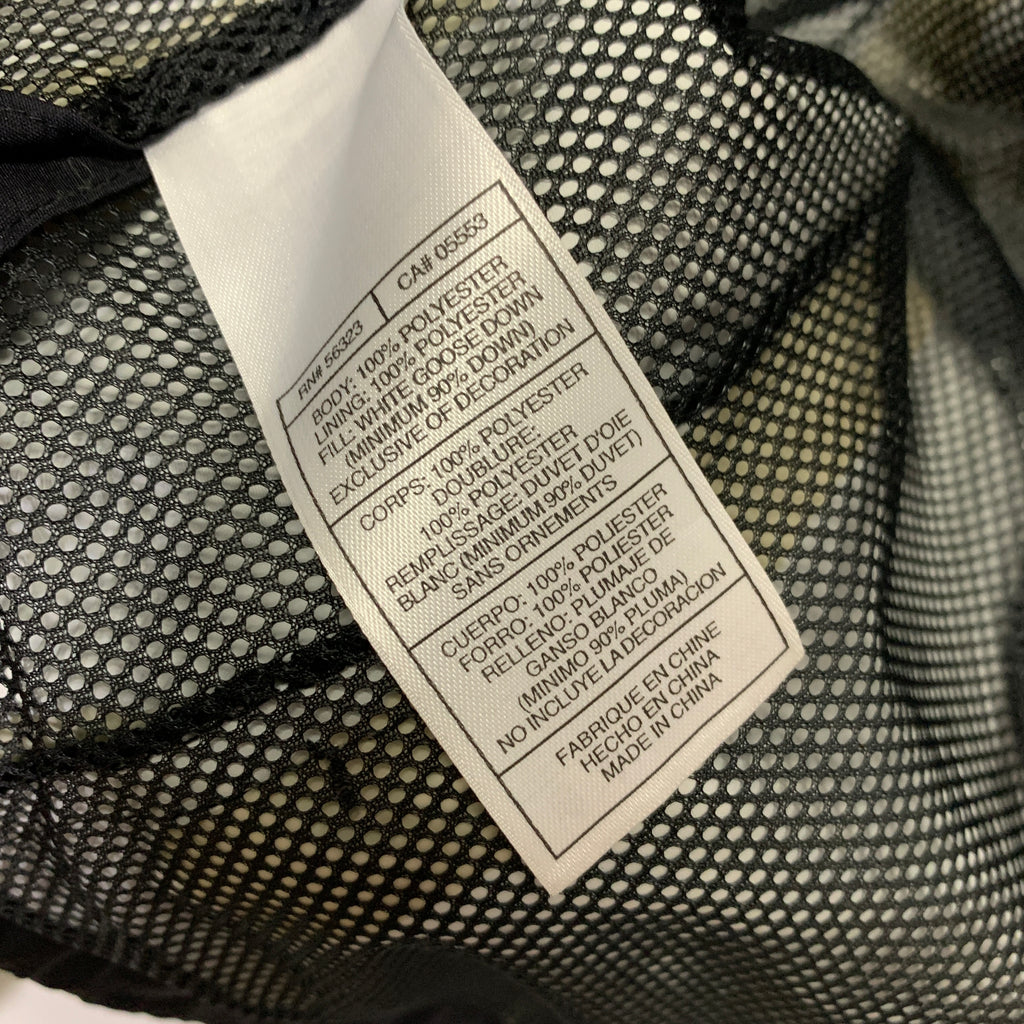 RN# 56323 CA# 05553
BODY: 100% POLYESTER
LINING: 100% POLYESTER
FILL: WHITE GOOSE DOWN
(MINIMUM 90% DOWN)
EXCLUSIVE OF DECORATION
CORPS: 100% POLYESTER
DOUBLURE:
100% POLYESTER
REMPLISSAGE: DUVET D'OIE
BLANC (MINIMUM 90% DUVET)
SANS ORNEMENTS
CUERPO: 100% POLIESTER
FORRO: 100% POLIESTER
RELLENO: PLUMAJE DE
GANSO BLANCO
(MINIMO 90% PLUMA)
NO INCLUYE LA DECORACION
FABRIQUE EN CHINE
HECHO EN CHINA
MADE IN CHINA